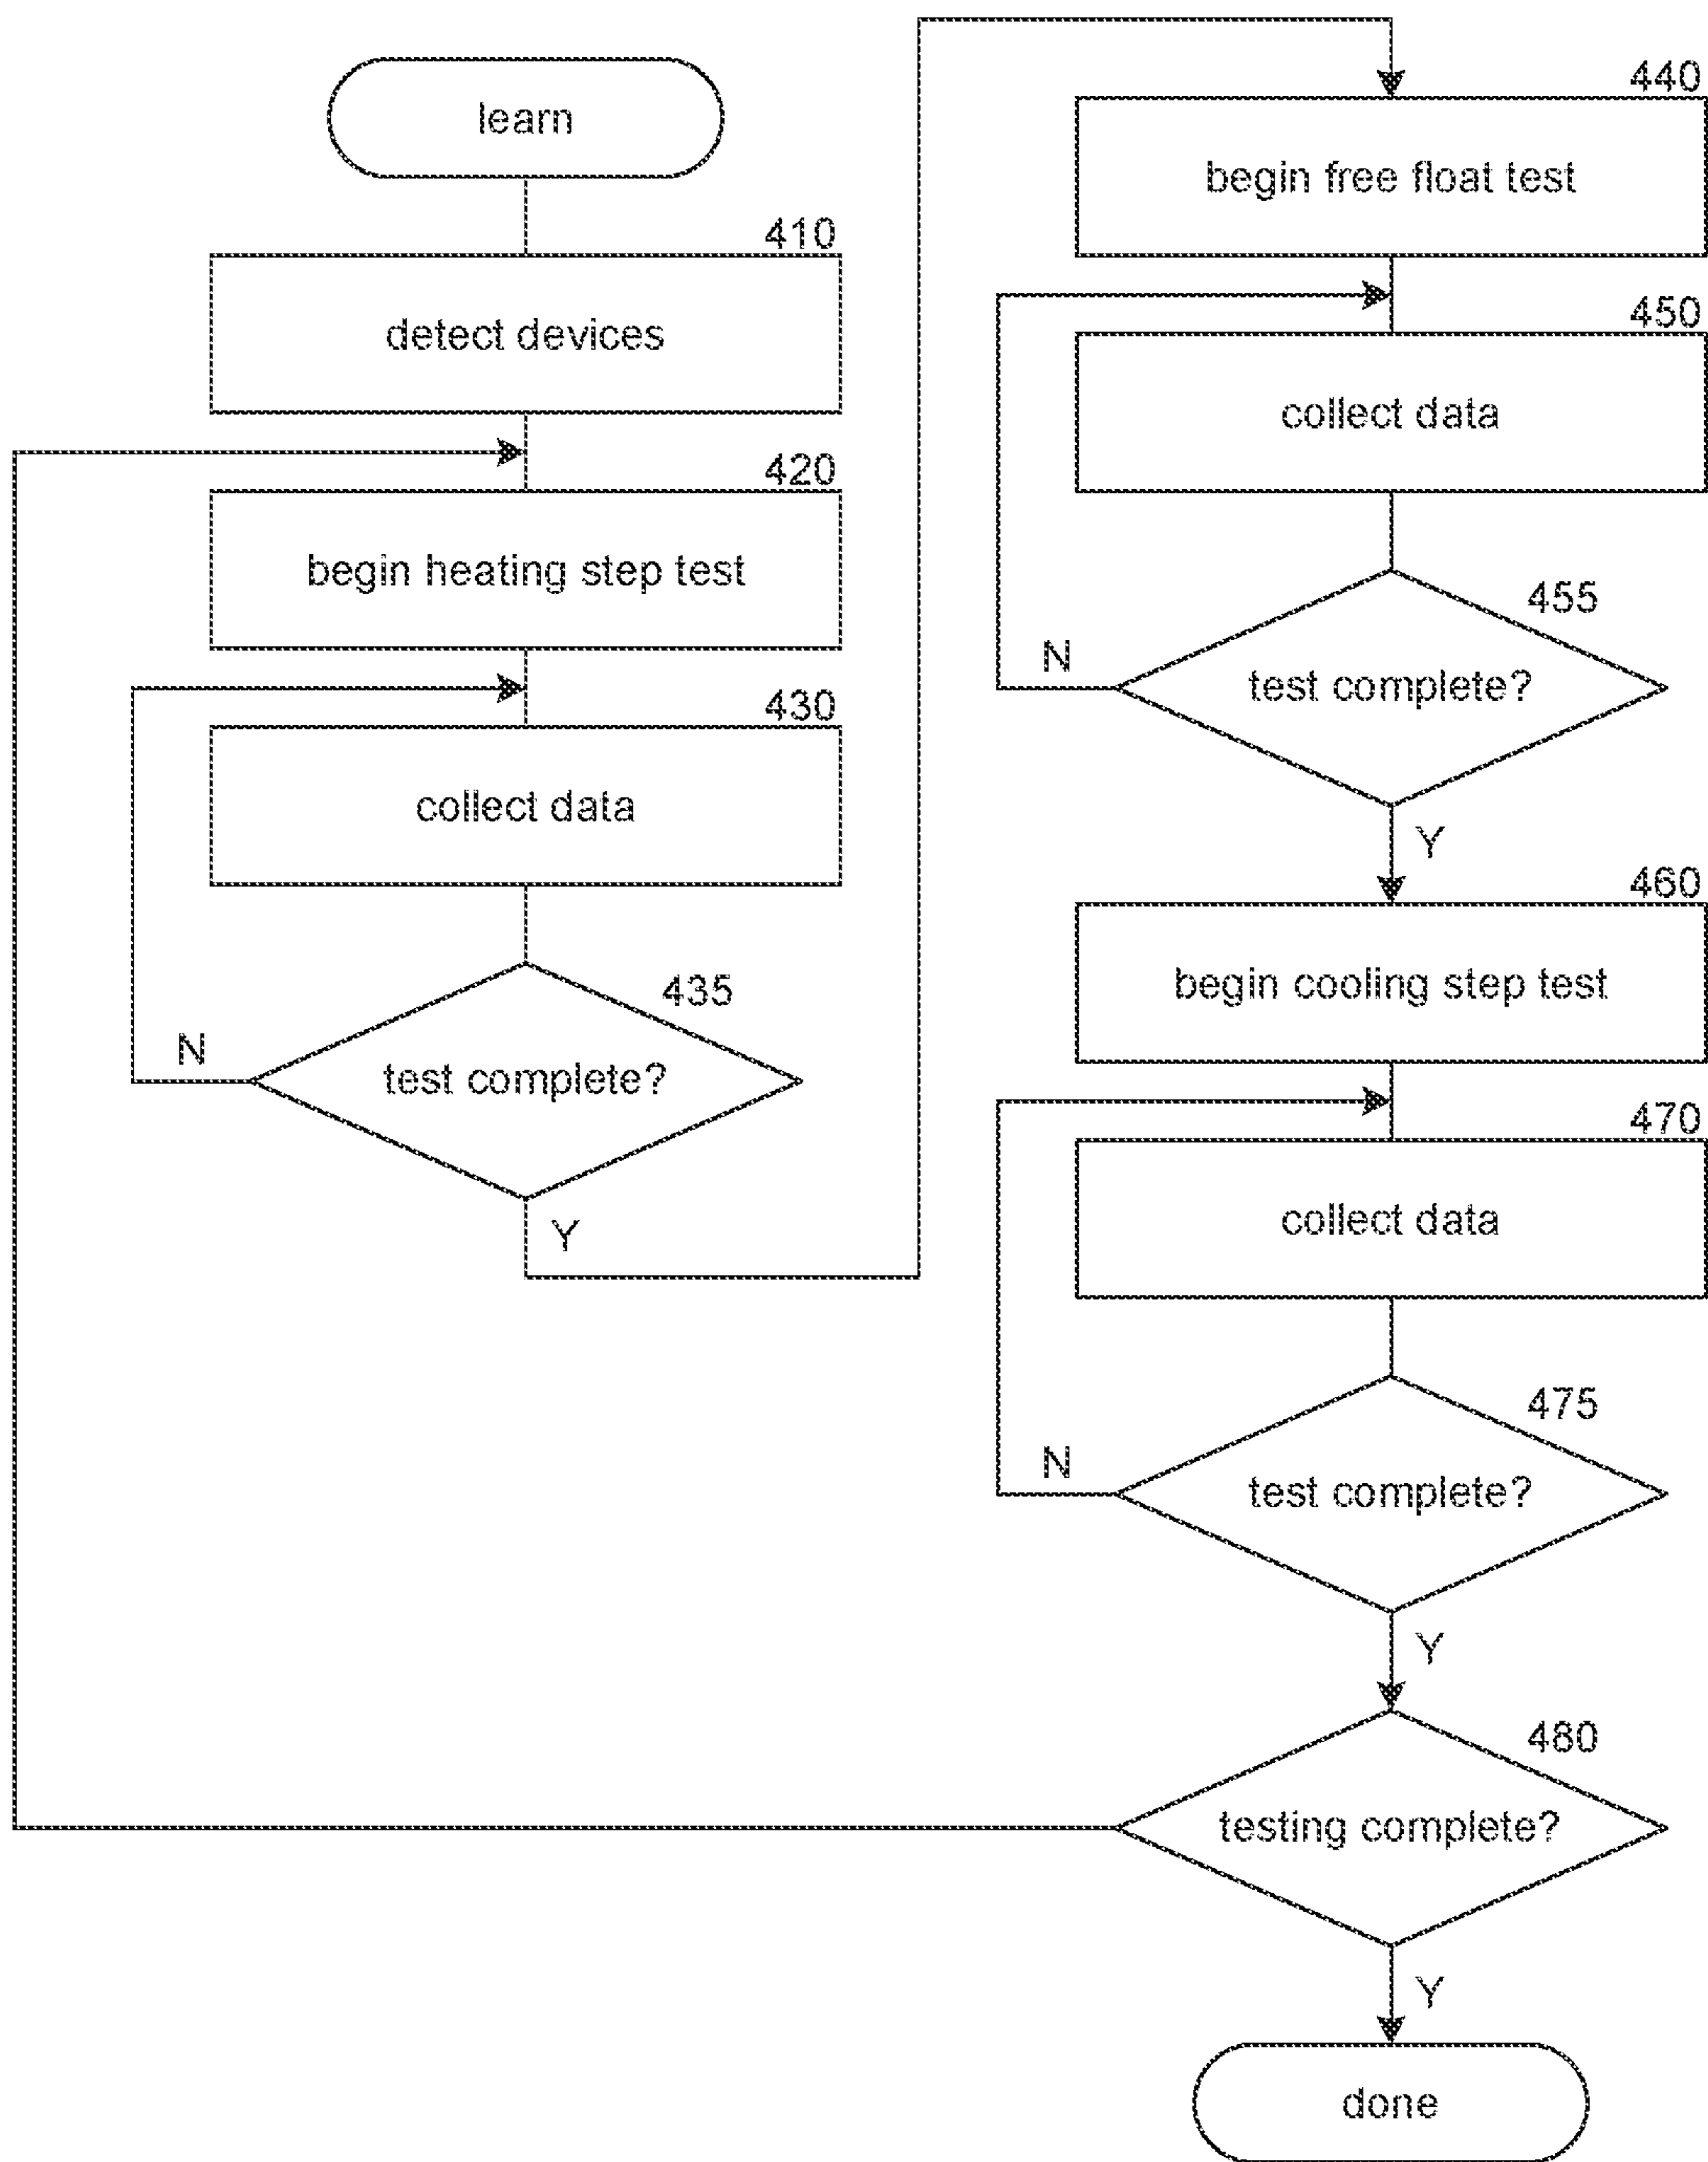 learn
410
detect devices
420
begin heating step test
430
collect data
435
test complete?
N
Y
440
begin free float test
450
collect data
455
test complete?
N
Y
460
begin cooling step test
470
collect data
475
test complete?
N
Y
480
testing complete?
Y
done